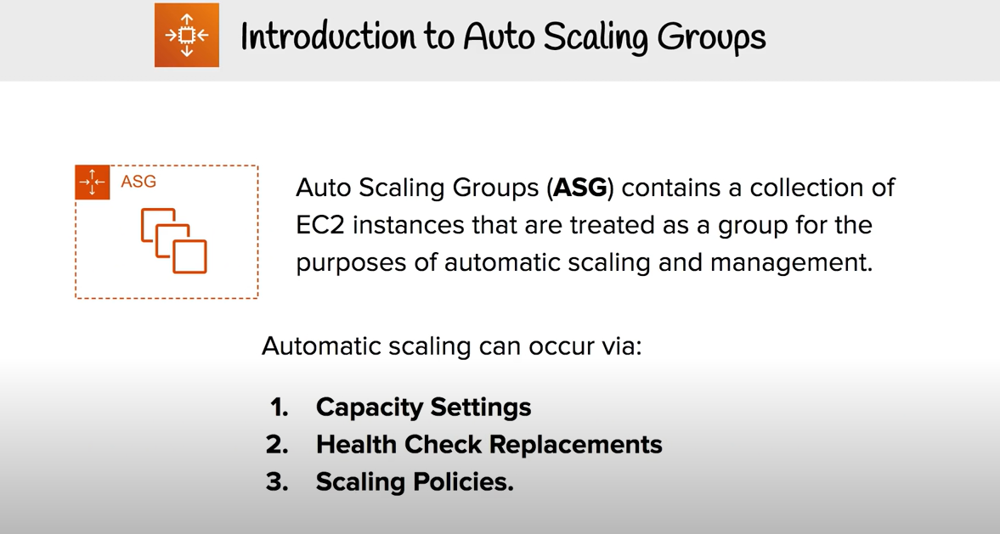 Introduction to Auto Scaling Groups
ASG
Auto Scaling Groups (ASG) contains a collection of
EC2 instances that are treated as a group for the
purposes of automatic scaling and management.
Automatic scaling can occur via:
1. Capacity Settings
2. Health Check Replacements
3. Scaling Policies.